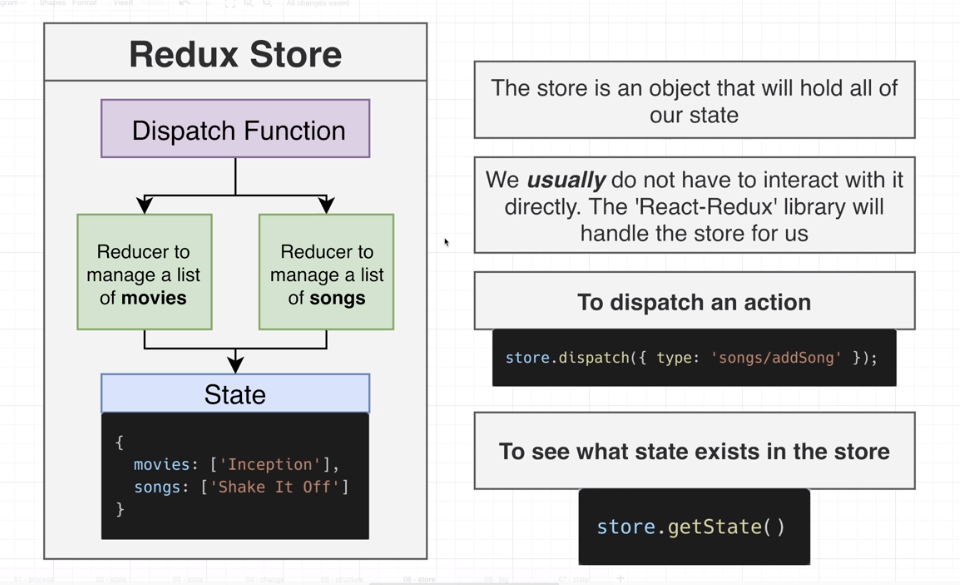 Redux Store
Dispatch Function
Reducer to
manage a list
of movies
Reducer to
manage a list
of songs
State
{
movies: ['Inception'],
songs: ['Shake It Off']
}
The store is an object that will hold all of
our state
We usually do not have to interact with it
directly. The 'React-Redux' library will
handle the store for us
To dispatch an action
store.dispatch({ type: 'songs/addSong' });
To see what state exists in the store
store.getState()